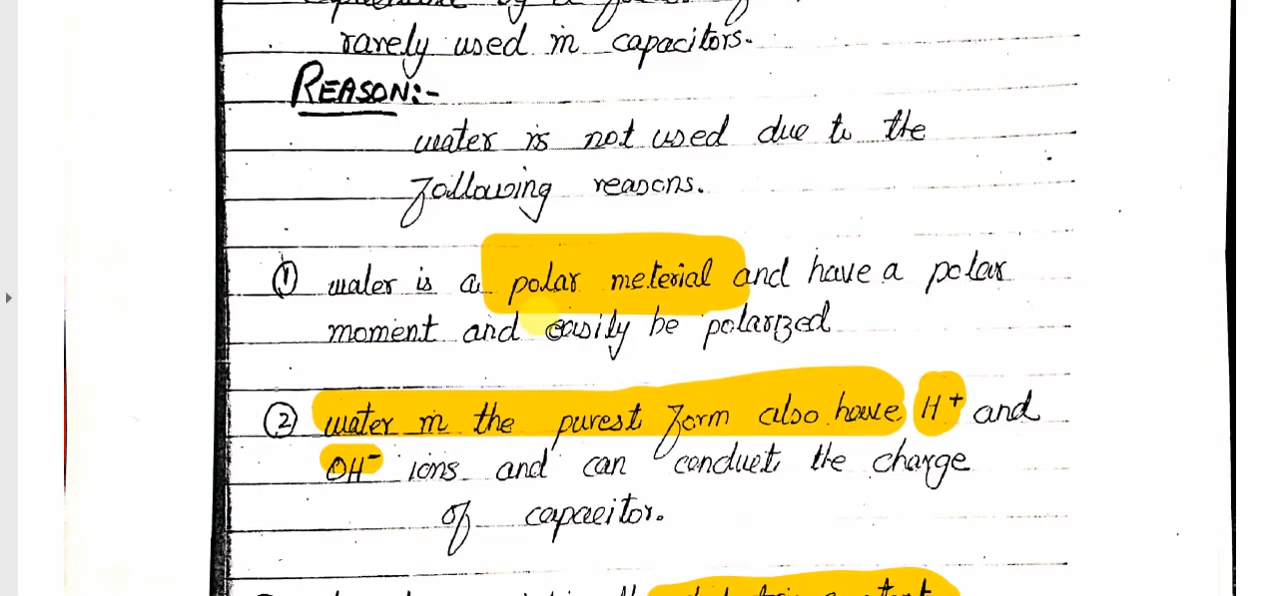 by a
rarely used in capacitors.
REASON:-
water is not used due to the
following reasons.
① water is a polar meterial and have a polar
moment and easily be polarized
② water in the purest form also have H⁺ and
OH⁻ ions and can conduct the charge
of capacitor.